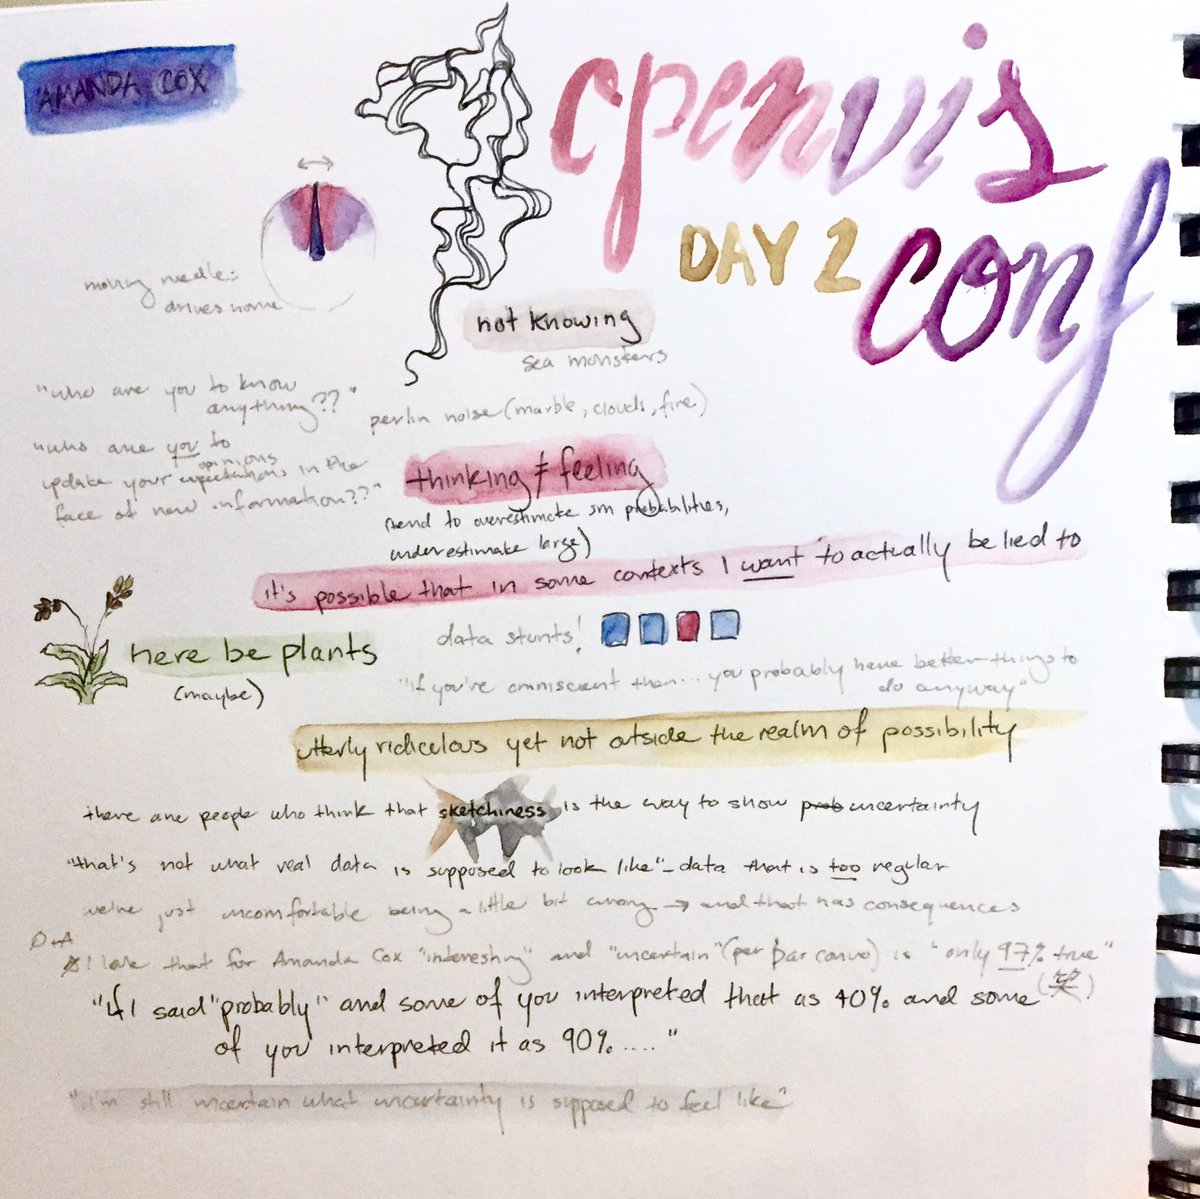 AMANDA COX
openvis
DAY 2
conf
moving needle:
drives home
not knowing
sea monsters
"who are you to know
anything??"
perlin noise (marble, clouds, fire)
"who are you to
opinions
update your expectations in the
face of new information??"
thinking ≠ feeling
(tend to overestimate sm probabilities,
underestimate large)
it's possible that in some contexts I want to actually be lied to
data stunts!
here be plants
(maybe)
"if you're omniscient then... you probably have better things to
do anyway"
utterly ridiculous yet not outside the realm of possibility
there are people who think that sketchiness is the way to show prob uncertainty
"that's not what real data is supposed to look like" - data that is too regular
we're just uncomfortable being a little bit wrong → and that has consequences
QnA
I love that for Amanda Cox "interesting" and "uncertain" (per bar convo) is "only 97% true"
(笑)
"if I said "probably" and some of you interpreted that as 40% and some
of you interpreted it as 90%...."
"I'm still uncertain what uncertainty is supposed to feel like"